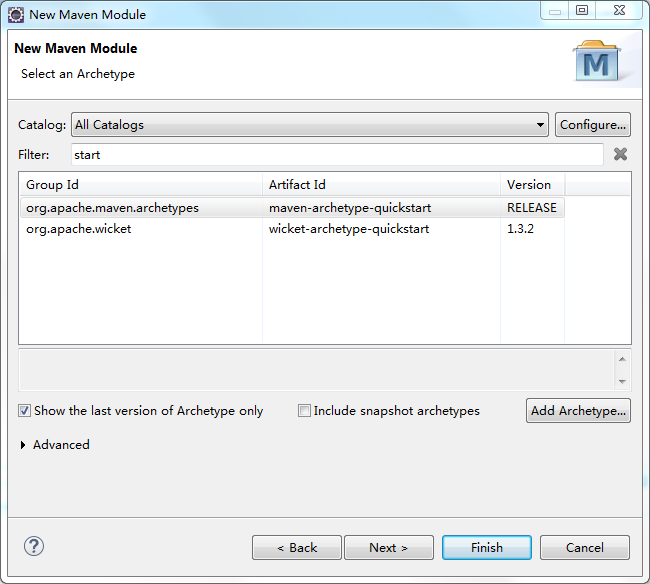 New Maven Module
New Maven Module
Select an Archetype
M
Catalog: All Catalogs Configure...
Filter: start
Group Id Artifact Id Version
org.apache.maven.archetypes maven-archetype-quickstart RELEASE
org.apache.wicket wicket-archetype-quickstart 1.3.2
Show the last version of Archetype only Include snapshot archetypes Add Archetype...
Advanced
? < Back Next > Finish Cancel